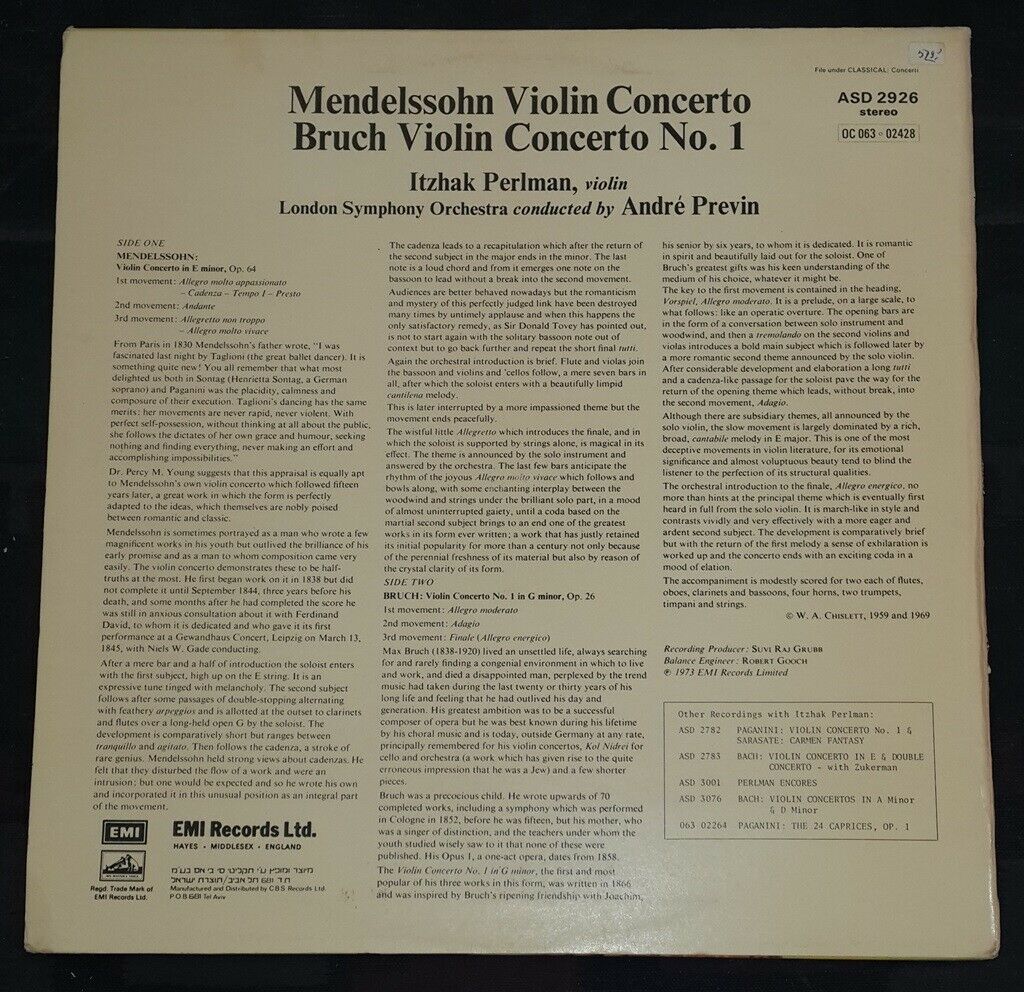 File under CLASSICAL: Concerti
ASD 2926
stereo
OC 063 ○ 02428
Mendelssohn Violin Concerto
Bruch Violin Concerto No. 1
Itzhak Perlman, violin
London Symphony Orchestra conducted by André Previn
SIDE ONE
MENDELSSOHN:
Violin Concerto in E minor, Op. 64
1st movement: Allegro molto appassionato
– Cadenza – Tempo I – Presto
2nd movement: Andante
3rd movement: Allegretto non troppo
– Allegro molto vivace
From Paris in 1830 Mendelssohn's father wrote, "I was
fascinated last night by Taglioni (the great ballet dancer). It is
something quite new! You all remember that what most
delighted us both in Sontag (Henrietta Sontag, a German
soprano) and Paganini was the placidity, calmness and
composure of their execution. Taglioni's dancing has the same
merits: her movements are never rapid, never violent. With
perfect self-possession, without thinking at all about the public,
she follows the dictates of her own grace and humour, seeking
nothing and finding everything, never making an effort and
accomplishing impossibilities."
Dr. Percy M. Young suggests that this appraisal is equally apt
to Mendelssohn's own violin concerto which followed fifteen
years later, a great work in which the form is perfectly
adapted to the ideas, which themselves are nobly poised
between romantic and classic.
Mendelssohn is sometimes portrayed as a man who wrote a few
magnificent works in his youth but outlived the brilliance of his
early promise and as a man to whom composition came very
easily. The violin concerto demonstrates these to be half-
truths at the most. He first began work on it in 1838 but did
not complete it until September 1844, three years before his
death, and some months after he had completed the score he
was still in anxious consultation about it with Ferdinand
David, to whom it is dedicated and who gave it its first
performance at a Gewandhaus Concert, Leipzig on March 13,
1845, with Niels W. Gade conducting.
After a mere bar and a half of introduction the soloist enters
with the first subject, high up on the E string. It is an
expressive tune tinged with melancholy. The second subject
follows after some passages of double-stopping alternating
with feathery arpeggios and is allotted at the outset to clarinets
and flutes over a long-held open G by the soloist. The
development is comparatively short but ranges between
tranquillo and agitato. Then follows the cadenza, a stroke of
rare genius. Mendelssohn held strong views about cadenzas. He
felt that they disturbed the flow of a work and were an
intrusion: but one would be expected and so he wrote his own
and incorporated it in this unusual position as an integral part
of the movement.
EMI
EMI Records Ltd.
HAYES • MIDDLESEX • ENGLAND
HIS MASTER'S VOICE
Regd. Trade Mark of
EMI Records Ltd.
מיוצר ומופץ ע׳י תקליטי סי בי אס בע״מ
ת ד 681 תל אביב/תוצרת ישראל
Manufactured and Distributed by CBS Records Ltd.
P O B 681 Tel Aviv
The cadenza leads to a recapitulation which after the return of
the second subject in the major ends in the minor. The last
note is a loud chord and from it emerges one note on the
bassoon to lead without a break into the second movement.
Audiences are better behaved nowadays but the romanticism
and mystery of this perfectly judged link have been destroyed
many times by untimely applause and when this happens the
only satisfactory remedy, as Sir Donald Tovey has pointed out,
is not to start again with the solitary bassoon note out of
context but to go back further and repeat the short final tutti.
Again the orchestral introduction is brief. Flute and violas join
the bassoon and violins and 'cellos follow, a mere seven bars in
all, after which the soloist enters with a beautifully limpid
cantilena melody.
This is later interrupted by a more impassioned theme but the
movement ends peacefully.
The wistful little Allegretto which introduces the finale, and in
which the soloist is supported by strings alone, is magical in its
effect. The theme is announced by the solo instrument and
answered by the orchestra. The last few bars anticipate the
rhythm of the joyous Allegro molto vivace which follows and
bowls along, with some enchanting interplay between the
woodwind and strings under the brilliant solo part, in a mood
of almost uninterrupted gaiety, until a coda based on the
martial second subject brings to an end one of the greatest
works in its form ever written; a work that has justly retained
its initial popularity for more than a century not only because
of the perennial freshness of its material but also by reason of
the crystal clarity of its form.
SIDE TWO
BRUCH: Violin Concerto No. 1 in G minor, Op. 26
1st movement: Allegro moderato
2nd movement: Adagio
3rd movement: Finale (Allegro energico)
Max Bruch (1838-1920) lived an unsettled life, always searching
for and rarely finding a congenial environment in which to live
and work, and died a disappointed man, perplexed by the trend
music had taken during the last twenty or thirty years of his
long life and feeling that he had outlived his day and
generation. His greatest ambition was to be a successful
composer of opera but he was best known during his lifetime
by his choral music and is today, outside Germany at any rate,
principally remembered for his violin concertos, Kol Nidrei for
cello and orchestra (a work which has given rise to the quite
erroneous impression that he was a Jew) and a few shorter
pieces.
Bruch was a precocious child. He wrote upwards of 70
completed works, including a symphony which was performed
in Cologne in 1852, before he was fifteen, but his mother, who
was a singer of distinction, and the teachers under whom the
youth studied wisely saw to it that none of these were
published. His Opus 1, a one-act opera, dates from 1858.
The Violin Concerto No. 1 in G minor, the first and most
popular of his three works in this form, was written in 1866
and was inspired by Bruch's ripening friendship with Joachim,
his senior by six years, to whom it is dedicated. It is romantic
in spirit and beautifully laid out for the soloist. One of
Bruch's greatest gifts was his keen understanding of the
medium of his choice, whatever it might be.
The key to the first movement is contained in the heading,
Vorspiel, Allegro moderato. It is a prelude, on a large scale, to
what follows: like an operatic overture. The opening bars are
in the form of a conversation between solo instrument and
woodwind, and then a tremolando on the second violins and
violas introduces a bold main subject which is followed later by
a more romantic second theme announced by the solo violin.
After considerable development and elaboration a long tutti
and a cadenza-like passage for the soloist pave the way for the
return of the opening theme which leads, without break, into
the second movement, Adagio.
Although there are subsidiary themes, all announced by the
solo violin, the slow movement is largely dominated by a rich,
broad, cantabile melody in E major. This is one of the most
deceptive movements in violin literature, for its emotional
significance and almost voluptuous beauty tend to blind the
listener to the perfection of its structural qualities.
The orchestral introduction to the finale, Allegro energico, no
more than hints at the principal theme which is eventually first
heard in full from the solo violin. It is march-like in style and
contrasts vividly and very effectively with a more eager and
ardent second subject. The development is comparatively brief
but with the return of the first melody a sense of exhilaration is
worked up and the concerto ends with an exciting coda in a
mood of elation.
The accompaniment is modestly scored for two each of flutes,
oboes, clarinets and bassoons, four horns, two trumpets,
timpani and strings.
© W. A. CHISLETT, 1959 and 1969
Recording Producer: SUVI RAJ GRUBB
Balance Engineer: ROBERT GOOCH
℗ 1973 EMI Records Limited
Other Recordings with Itzhak Perlman:
ASD 2782 PAGANINI: VIOLIN CONCERTO No. 1 &
SARASATE: CARMEN FANTASY
ASD 2783 BACH: VIOLIN CONCERTO IN E & DOUBLE
CONCERTO - with Zukerman
ASD 3001 PERLMAN ENCORES
ASD 3076 BACH: VIOLIN CONCERTOS IN A Minor
& D Minor
063 02264 PAGANINI: THE 24 CAPRICES, OP. 1